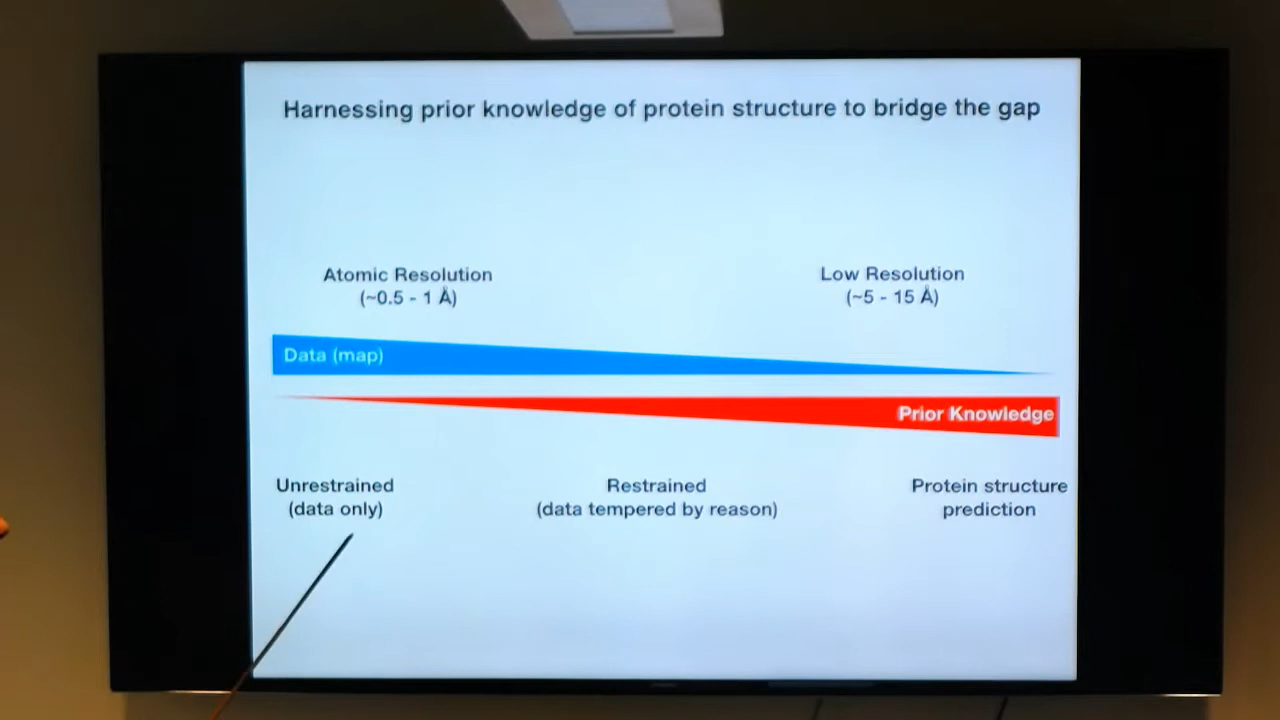 Harnessing prior knowledge of protein structure to bridge the gap
Atomic Resolution
(~0.5 - 1 Å)
Low Resolution
(~5 - 15 Å)
Data (map)
Prior Knowledge
Unrestrained
(data only)
Restrained
(data tempered by reason)
Protein structure
prediction